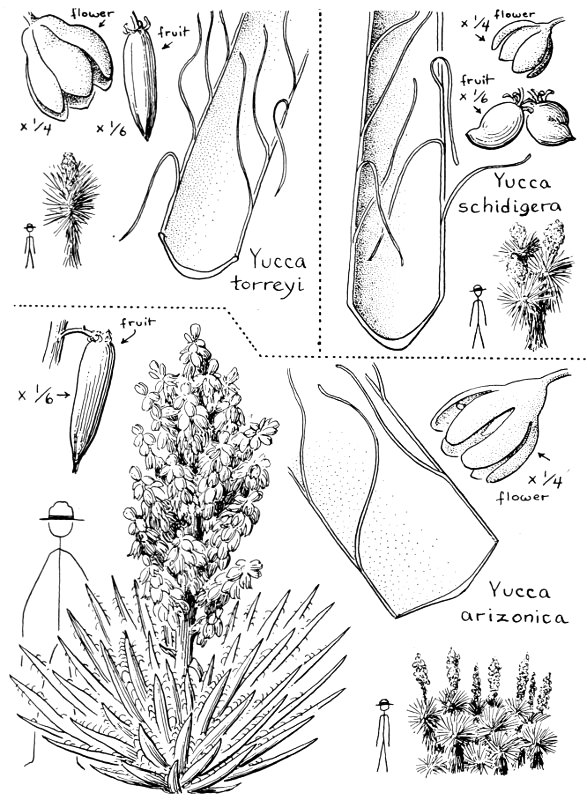 flower
fruit
x 1/4
x 1/6
Yucca
torreyi
x 1/4
flower
fruit
x 1/6
Yucca
schidigera
fruit
x 1/6
x 1/4
flower
Yucca
arizonica